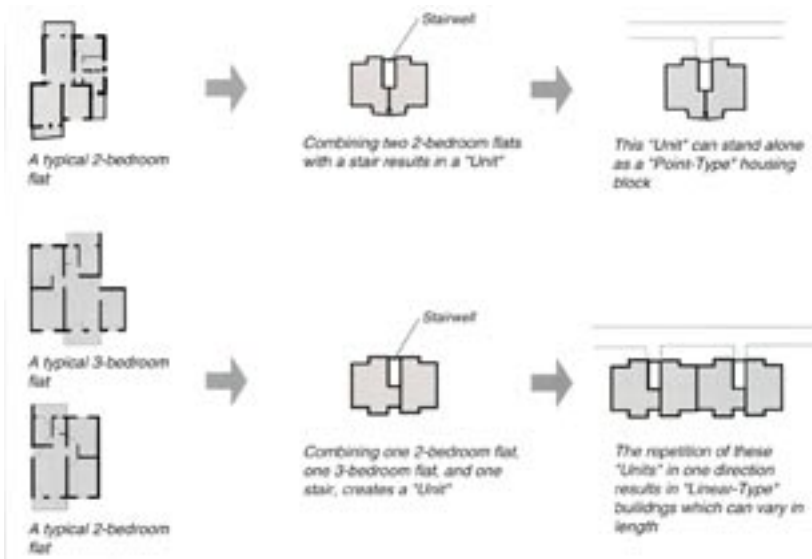 Stairwell
A typical 2-bedroom
flat
Combining two 2-bedroom flats
with a stair results in a "Unit"
This "Unit" can stand alone
as a "Point-Type" housing
block
A typical 3-bedroom
flat
Stairwell
A typical 2-bedroom
flat
Combining one 2-bedroom flat,
one 3-bedroom flat, and one
stair, creates a "Unit"
The repetition of these
"Units" in one direction
results in "Linear-Type"
builidngs which can vary in
length